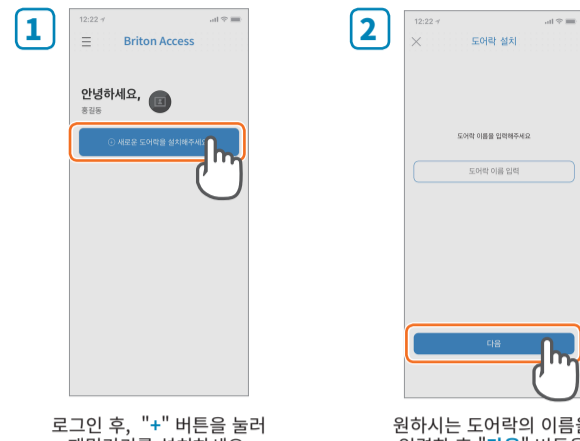 1
12:22
Briton Access
안녕하세요,
홍길동
새로운 도어락을 설치해주세요
로그인 후, "+" 버튼을 눌러
2
12:22
도어락 설치
도어락 이름을 입력해주세요
도어락 이름 입력
다음
원하시는 도어락의 이름을